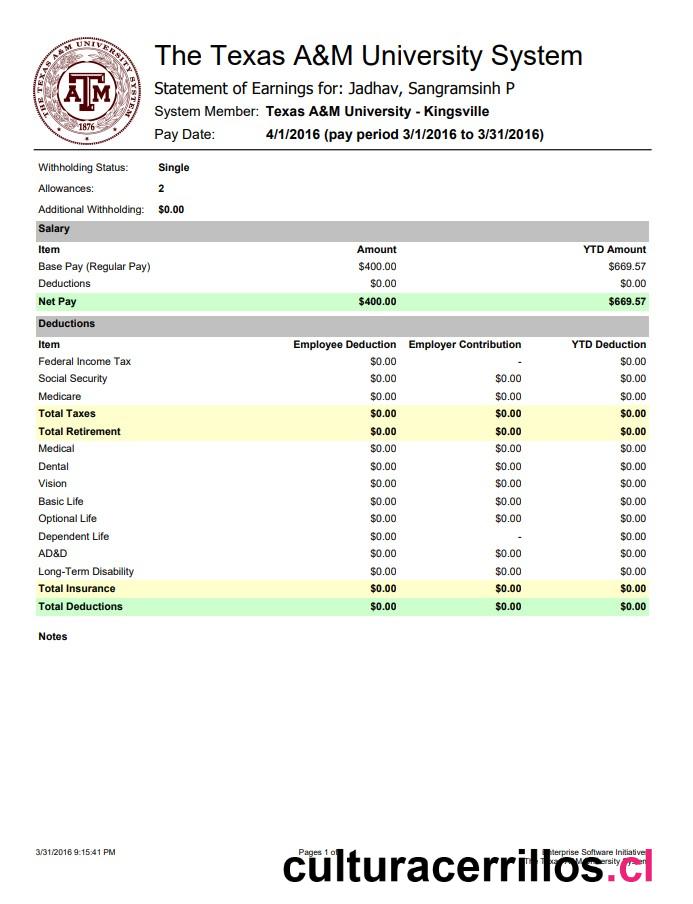 THE TEXAS A&M UNIVERSITY SYSTEM
ATM
1876
The Texas A&M University System
Statement of Earnings for: Jadhav, Sangramsinh P
System Member: Texas A&M University - Kingsville
Pay Date: 4/1/2016 (pay period 3/1/2016 to 3/31/2016)
Withholding Status: Single
Allowances: 2
Additional Withholding: $0.00
Salary
Item Amount YTD Amount
Base Pay (Regular Pay) $400.00 $669.57
Deductions $0.00 $0.00
Net Pay $400.00 $669.57
Deductions
Item Employee Deduction Employer Contribution YTD Deduction
Federal Income Tax $0.00 - $0.00
Social Security $0.00 $0.00 $0.00
Medicare $0.00 $0.00 $0.00
Total Taxes $0.00 $0.00 $0.00
Total Retirement $0.00 $0.00 $0.00
Medical $0.00 $0.00 $0.00
Dental $0.00 $0.00 $0.00
Vision $0.00 $0.00 $0.00
Basic Life $0.00 $0.00 $0.00
Optional Life $0.00 $0.00 $0.00
Dependent Life $0.00 - $0.00
AD&D $0.00 $0.00 $0.00
Long-Term Disability $0.00 $0.00 $0.00
Total Insurance $0.00 $0.00 $0.00
Total Deductions $0.00 $0.00 $0.00
Notes
3/31/2016 9:15:41 PM Pages 1 Enterprise Software Initiative
The Texas A&M University System
culturacerrillos.cl